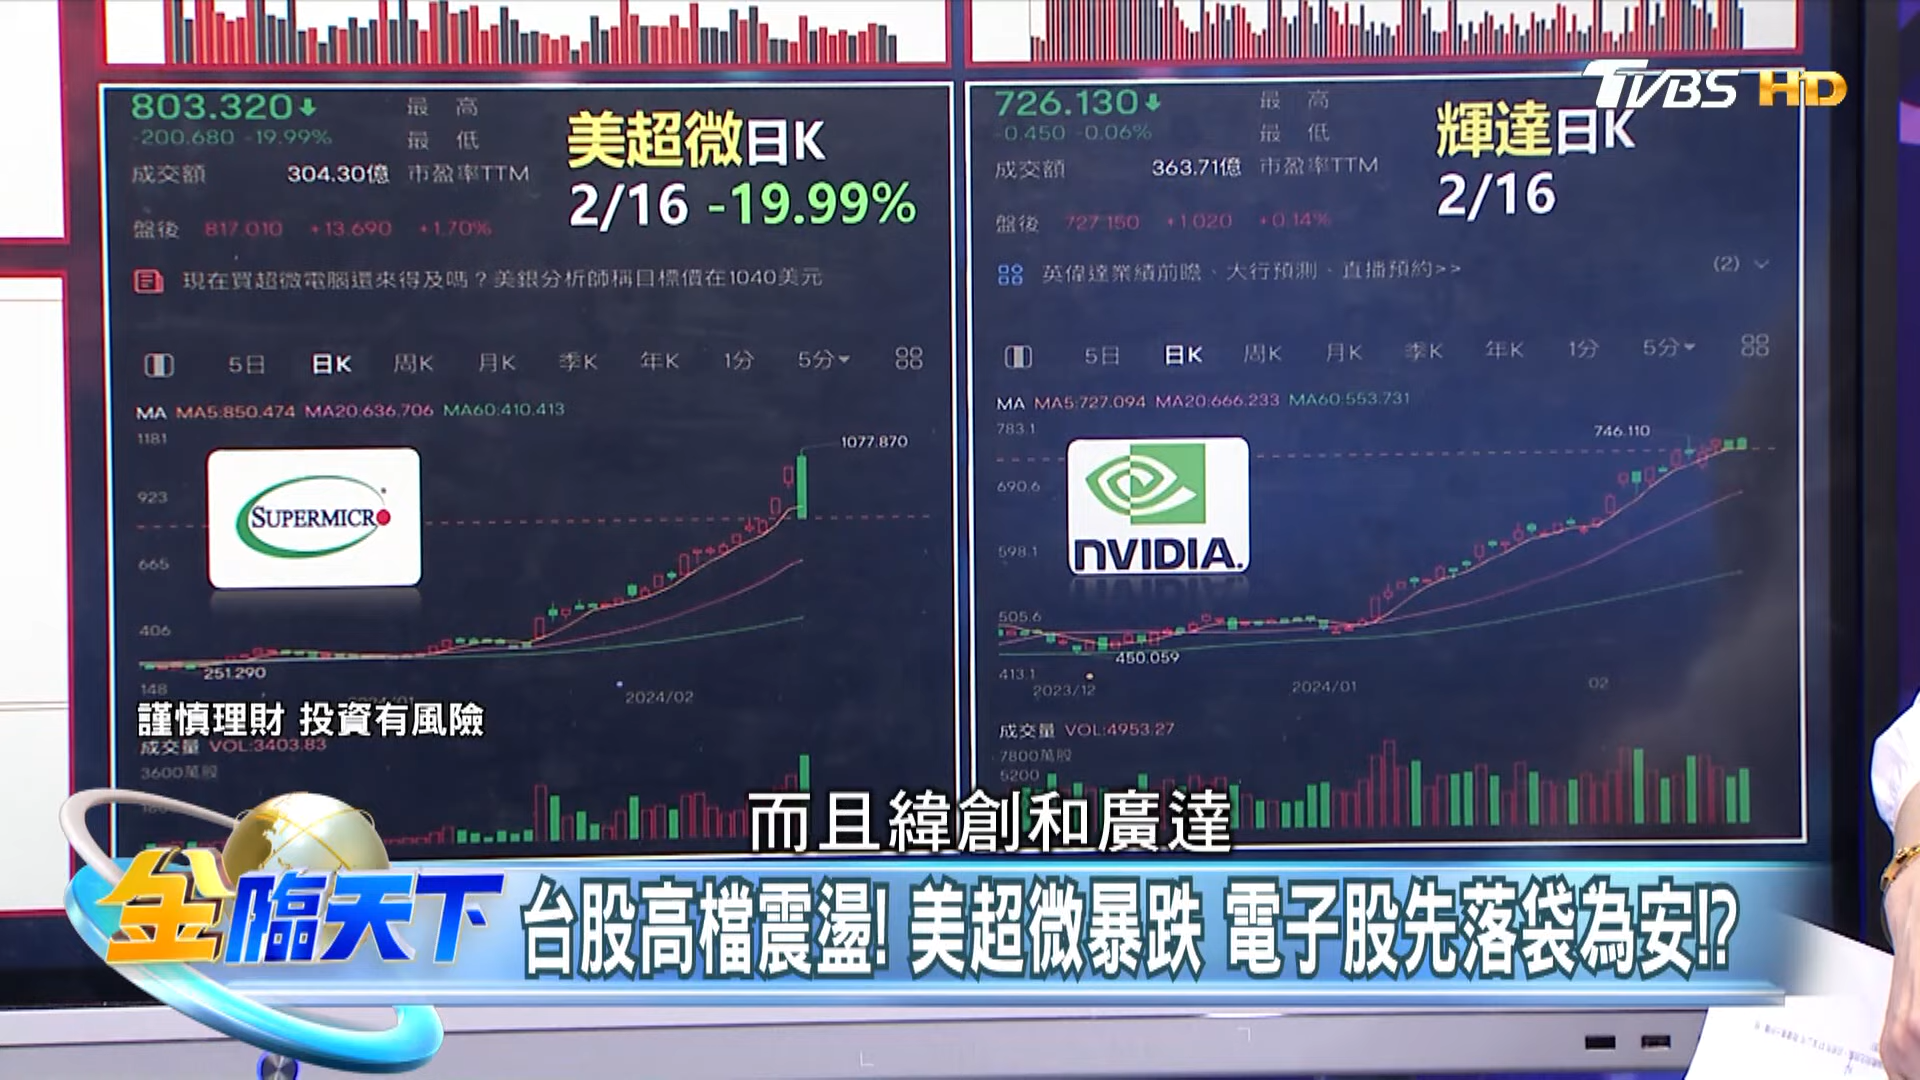 TVBS HD
803.320↓
-200.680 -19.99%
最 高
最 低
成交額 304.30億 市盈率TTM
盤後 817.010 +13.690 +1.70%
美超微日K
2/16 -19.99%
現在買超微電腦還來得及嗎？美銀分析師稱目標價在1040美元
5日 日K 周K 月K 季K 年K 1分 5分
MA MA5:850.474 MA20:636.706 MA60:410.413
1181
1077.870
923
SUPERMICRO
665
406
251.290
148
2024/01
2024/02
謹慎理財 投資有風險
成交量 VOL:3403.83
3600萬股
726.130↓
-0.450 -0.06%
最 高
最 低
成交額 363.71億 市盈率TTM
盤後 727.150 +1.020 +0.14%
輝達日K
2/16
英偉達業績前瞻、大行預測、直播預約>>
(2)
5日 日K 周K 月K 季K 年K 1分 5分
MA MA5:727.094 MA20:666.233 MA60:553.731
783.1
746.110
690.6
nVIDIA.
598.1
505.6
450.059
413.1
2023/12
2024/01
02
成交量 VOL:4953.27
7800萬股
5200
而且緯創和廣達
金臨天下
台股高檔震盪! 美超微暴跌 電子股先落袋為安!?